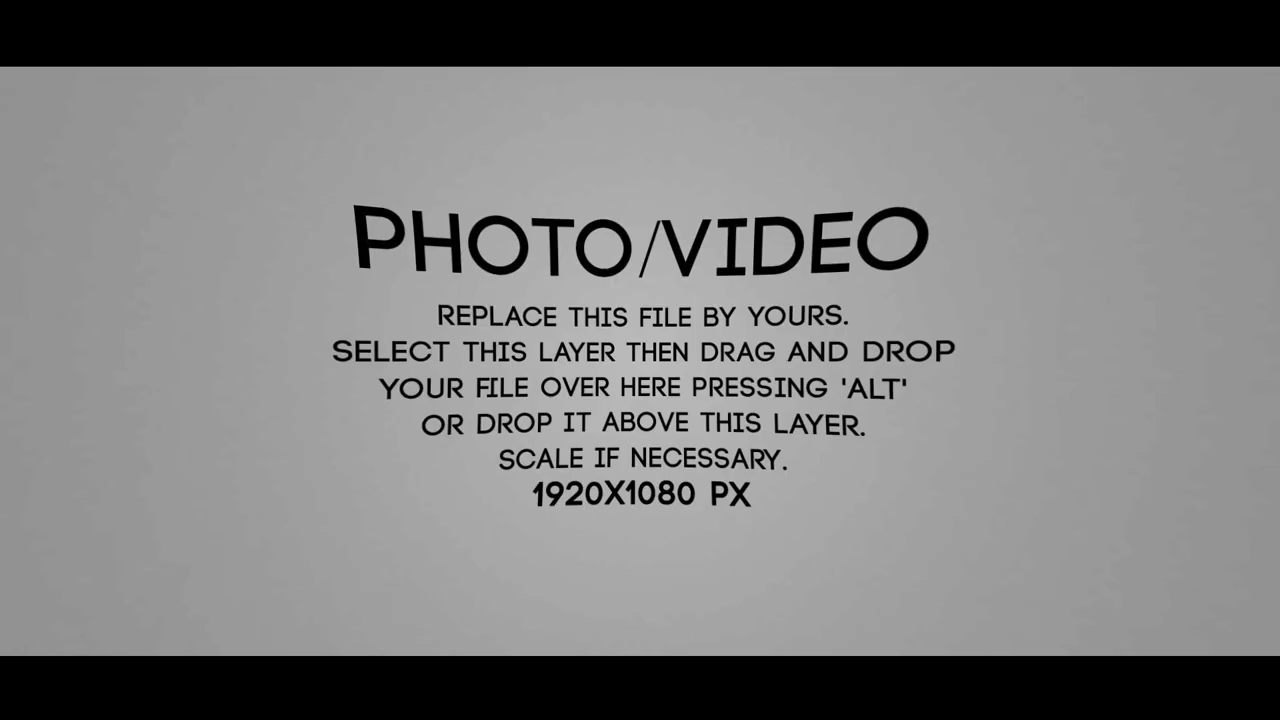 PHOTO/VIDEO
REPLACE THIS FILE BY YOURS.
SELECT THIS LAYER THEN DRAG AND DROP
YOUR FILE OVER HERE PRESSING 'ALT'
OR DROP IT ABOVE THIS LAYER.
SCALE IF NECESSARY.
1920X1080 PX